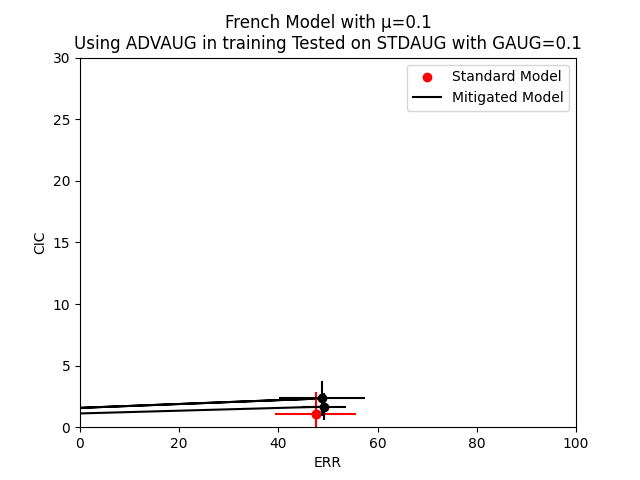 French Model with μ=0.1
Using ADVAUG in training Tested on STDAUG with GAUG=0.1
Standard Model
Mitigated Model
CIC
30
25
20
15
10
5
0
0 20 40 60 80 100
ERR